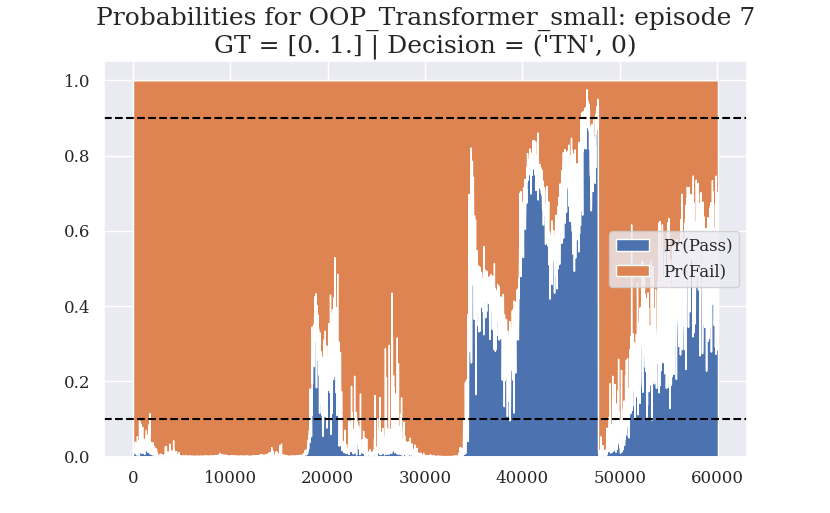 Probabilities for OOP_Transformer_small: episode 7
GT = [0. 1.] | Decision = ('TN', 0)
1.0
0.8
0.6
0.4
0.2
0.0
Pr(Pass)
Pr(Fail)
0 10000 20000 30000 40000 50000 60000